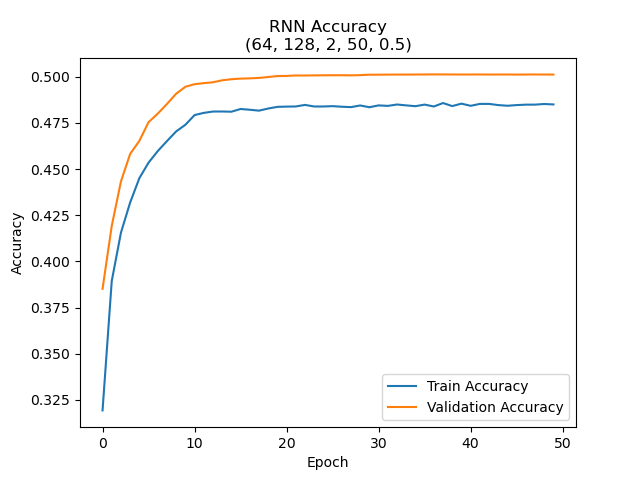 RNN Accuracy
(64, 128, 2, 50, 0.5)
Accuracy
0.500
0.475
0.450
0.425
0.400
0.375
0.350
0.325
Train Accuracy
Validation Accuracy
0 10 20 30 40 50
Epoch